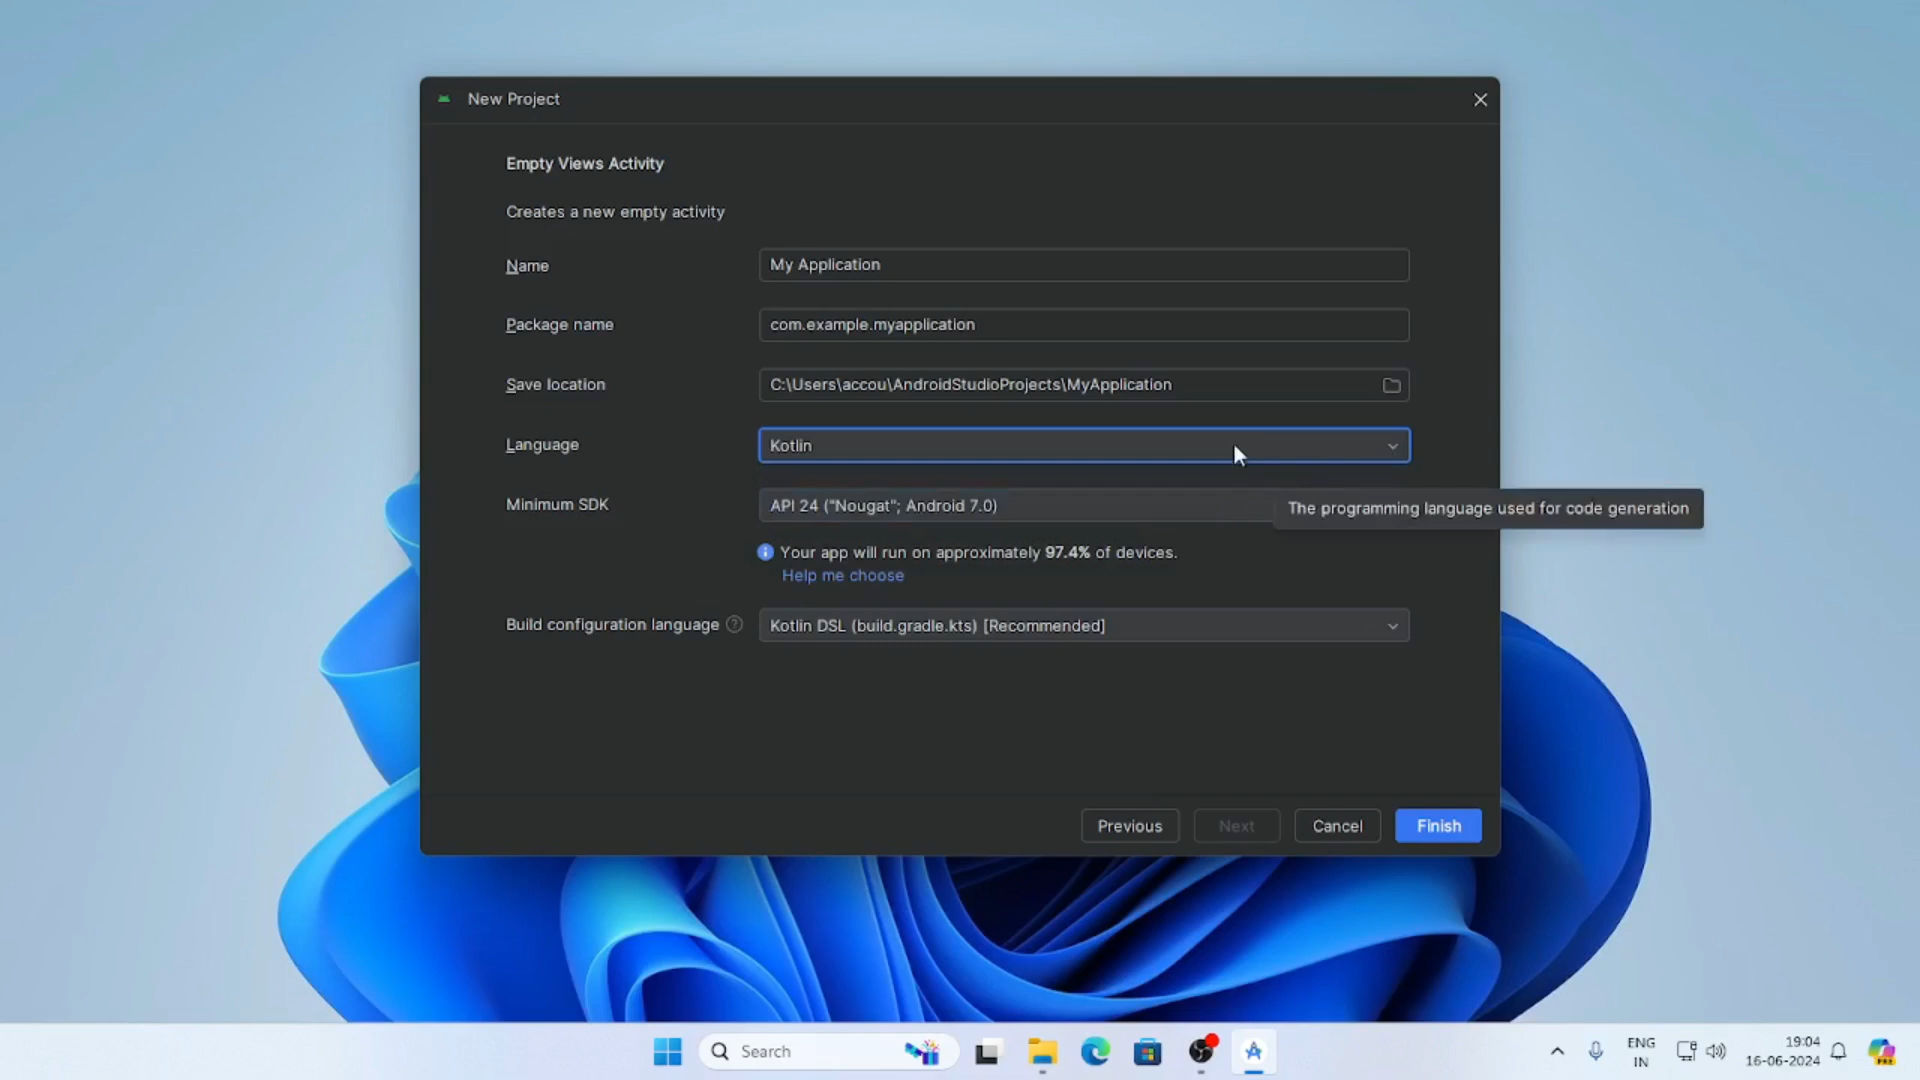 New Project
Empty Views Activity
Creates a new empty activity
Name
My Application
Package name
com.example.myapplication
Save location
C:\Users\accou\AndroidStudioProjects\MyApplication
Language
Kotlin
Minimum SDK
API 24 ("Nougat"; Android 7.0)
The programming language used for code generation
Your app will run on approximately 97.4% of devices.
Help me choose
Build configuration language
Kotlin DSL (build.gradle.kts) [Recommended]
Previous
Next
Cancel
Finish
Search
ENG
IN
19:04
16-06-2024
PRE